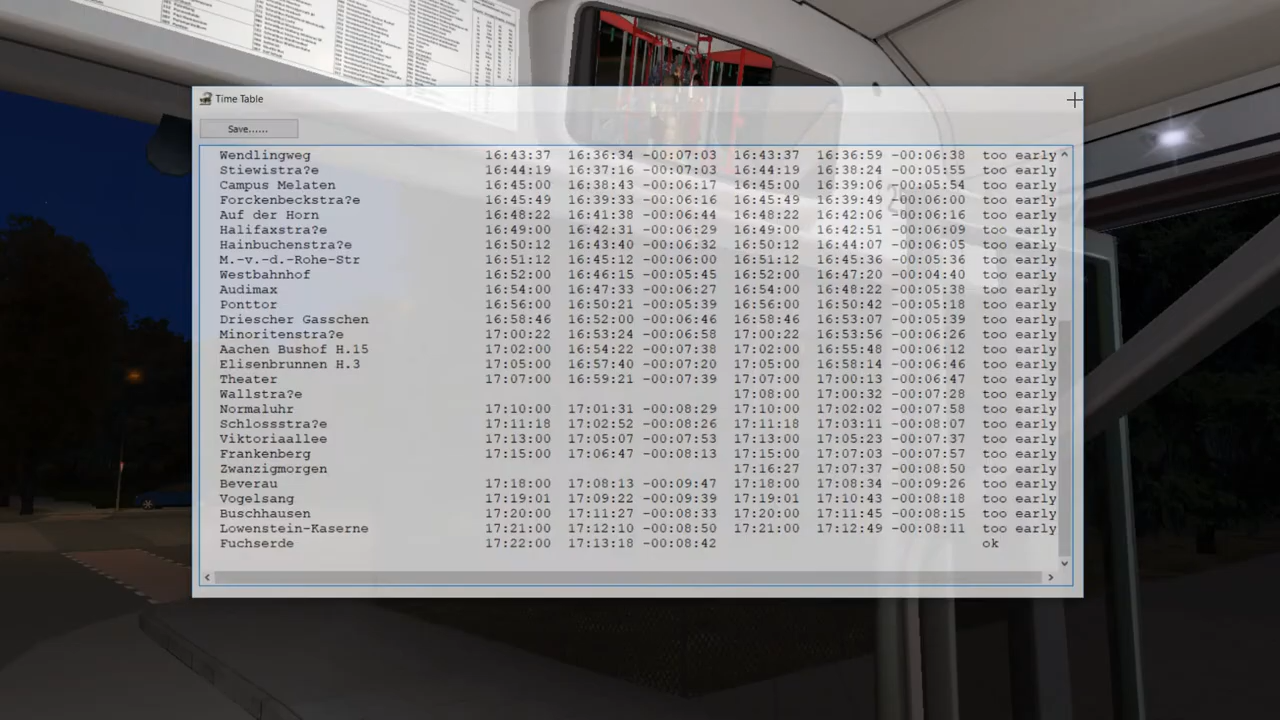 Time Table
Save......
Wendlingweg 16:43:37 16:36:34 -00:07:03 16:43:37 16:36:59 -00:06:38 too early
Stiewistra?e 16:44:19 16:37:16 -00:07:03 16:44:19 16:38:24 -00:05:55 too early
Campus Melaten 16:45:00 16:38:43 -00:06:17 16:45:00 16:39:06 -00:05:54 too early
Forckenbeckstra?e 16:45:49 16:39:33 -00:06:16 16:45:49 16:39:49 -00:06:00 too early
Auf der Horn 16:48:22 16:41:38 -00:06:44 16:48:22 16:42:06 -00:06:16 too early
Halifaxstra?e 16:49:00 16:42:31 -00:06:29 16:49:00 16:42:51 -00:06:09 too early
Hainbuchenstra?e 16:50:12 16:43:40 -00:06:32 16:50:12 16:44:07 -00:06:05 too early
M.-v.-d.-Rohe-Str 16:51:12 16:45:12 -00:06:00 16:51:12 16:45:36 -00:05:36 too early
Westbahnhof 16:52:00 16:46:15 -00:05:45 16:52:00 16:47:20 -00:04:40 too early
Audimax 16:54:00 16:47:33 -00:06:27 16:54:00 16:48:22 -00:05:38 too early
Ponttor 16:56:00 16:50:21 -00:05:39 16:56:00 16:50:42 -00:05:18 too early
Driescher Gasschen 16:58:46 16:52:00 -00:06:46 16:58:46 16:53:07 -00:05:39 too early
Minoritenstra?e 17:00:22 16:53:24 -00:06:58 17:00:22 16:53:56 -00:06:26 too early
Aachen Bushof H.15 17:02:00 16:54:22 -00:07:38 17:02:00 16:55:48 -00:06:12 too early
Elisenbrunnen H.3 17:05:00 16:57:40 -00:07:20 17:05:00 16:58:14 -00:06:46 too early
Theater 17:07:00 16:59:21 -00:07:39 17:07:00 17:00:13 -00:06:47 too early
Wallstra?e 17:08:00 17:00:32 -00:07:28 too early
Normaluhr 17:10:00 17:01:31 -00:08:29 17:10:00 17:02:02 -00:07:58 too early
Schlossstra?e 17:11:18 17:02:52 -00:08:26 17:11:18 17:03:11 -00:08:07 too early
Viktoriaallee 17:13:00 17:05:07 -00:07:53 17:13:00 17:05:23 -00:07:37 too early
Frankenberg 17:15:00 17:06:47 -00:08:13 17:15:00 17:07:03 -00:07:57 too early
Zwanzigmorgen 17:16:27 17:07:37 -00:08:50 too early
Beverau 17:18:00 17:08:13 -00:09:47 17:18:00 17:08:34 -00:09:26 too early
Vogelsang 17:19:01 17:09:22 -00:09:39 17:19:01 17:10:43 -00:08:18 too early
Buschhausen 17:20:00 17:11:27 -00:08:33 17:20:00 17:11:45 -00:08:15 too early
Lowenstein-Kaserne 17:21:00 17:12:10 -00:08:50 17:21:00 17:12:49 -00:08:11 too early
Fuchserde 17:22:00 17:13:18 -00:08:42 ok